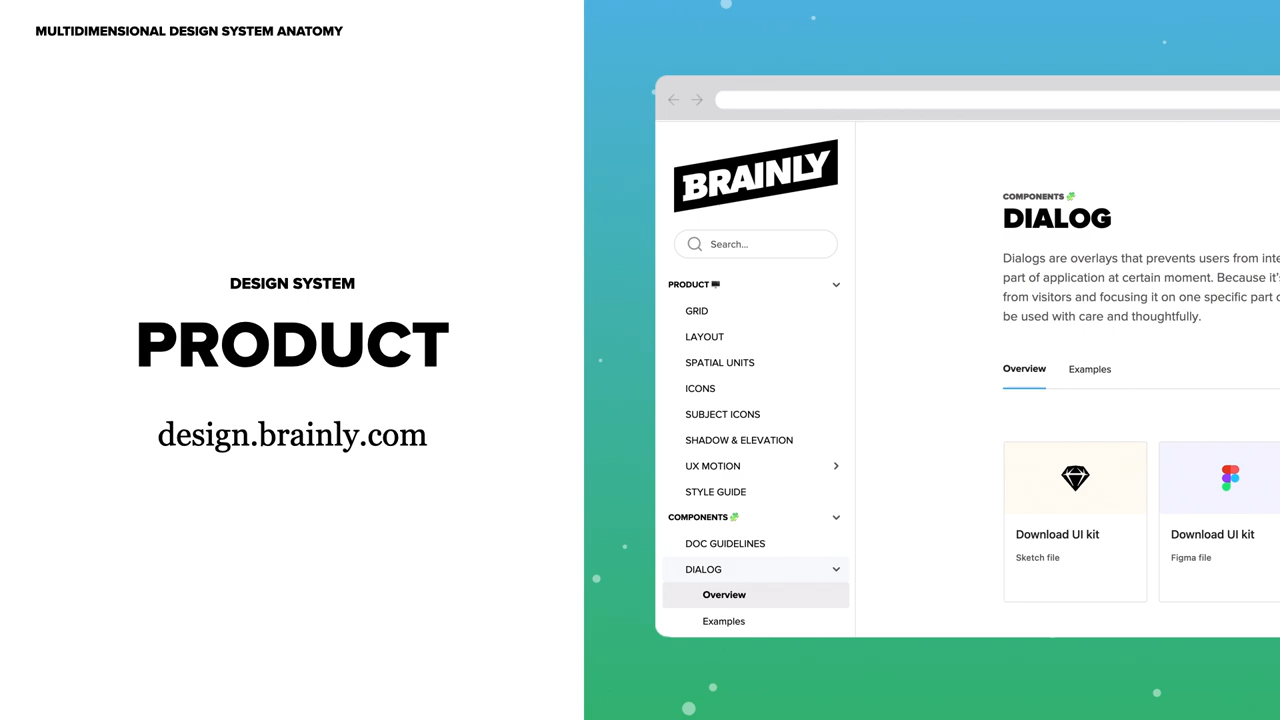 MULTIDIMENSIONAL DESIGN SYSTEM ANATOMY
DESIGN SYSTEM
PRODUCT
design.brainly.com
BRAINLY
Search...
PRODUCT
GRID
LAYOUT
SPATIAL UNITS
ICONS
SUBJECT ICONS
SHADOW & ELEVATION
UX MOTION
STYLE GUIDE
COMPONENTS
DOC GUIDELINES
DIALOG
Overview
Examples
COMPONENTS
DIALOG
Dialogs are overlays that prevents users from inte
part of application at certain moment. Because it's
from visitors and focusing it on one specific part o
be used with care and thoughtfully.
Overview
Examples
Download UI kit
Sketch file
Download UI kit
Figma file